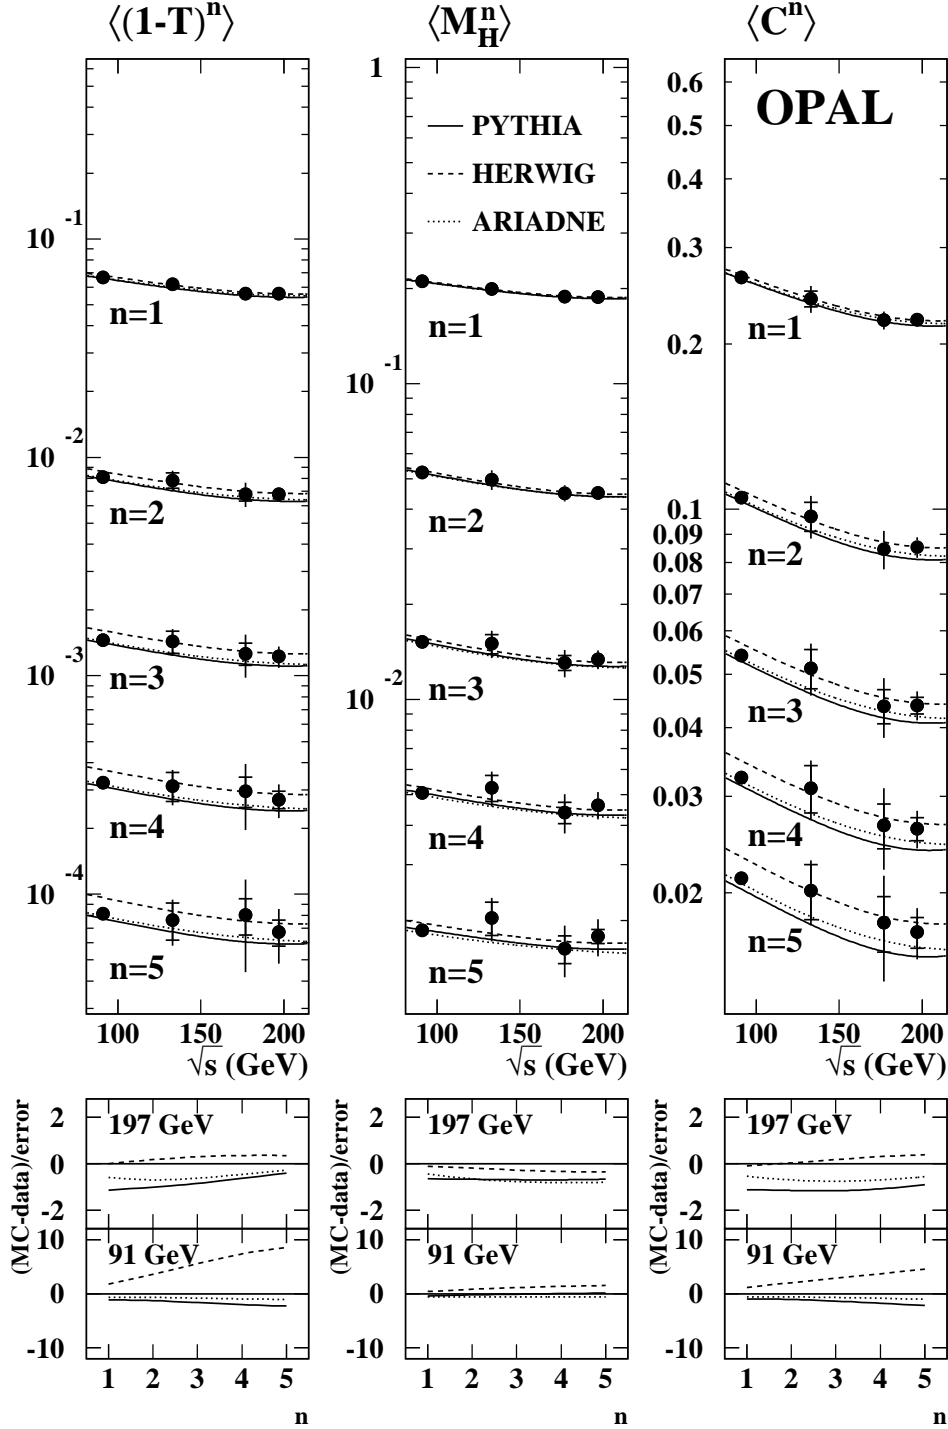 ⟨(1-T)ⁿ⟩
10⁻¹
10⁻²
10⁻³
10⁻⁴
n=1
n=2
n=3
n=4
n=5
100 150 200
√s (GeV)
⟨M_Hⁿ⟩
1
10⁻¹
10⁻²
PYTHIA
HERWIG
ARIADNE
n=1
n=2
n=3
n=4
n=5
100 150 200
√s (GeV)
⟨Cⁿ⟩
OPAL
0.6
0.5
0.4
0.3
0.2
0.1
0.09
0.08
0.07
0.06
0.05
0.04
0.03
0.02
n=1
n=2
n=3
n=4
n=5
100 150 200
√s (GeV)
(MC-data)/error
2
0
-2
197 GeV
10
0
-10
91 GeV
1 2 3 4 5
n
(MC-data)/error
2
0
-2
197 GeV
10
0
-10
91 GeV
1 2 3 4 5
n
(MC-data)/error
2
0
-2
197 GeV
10
0
-10
91 GeV
1 2 3 4 5
n